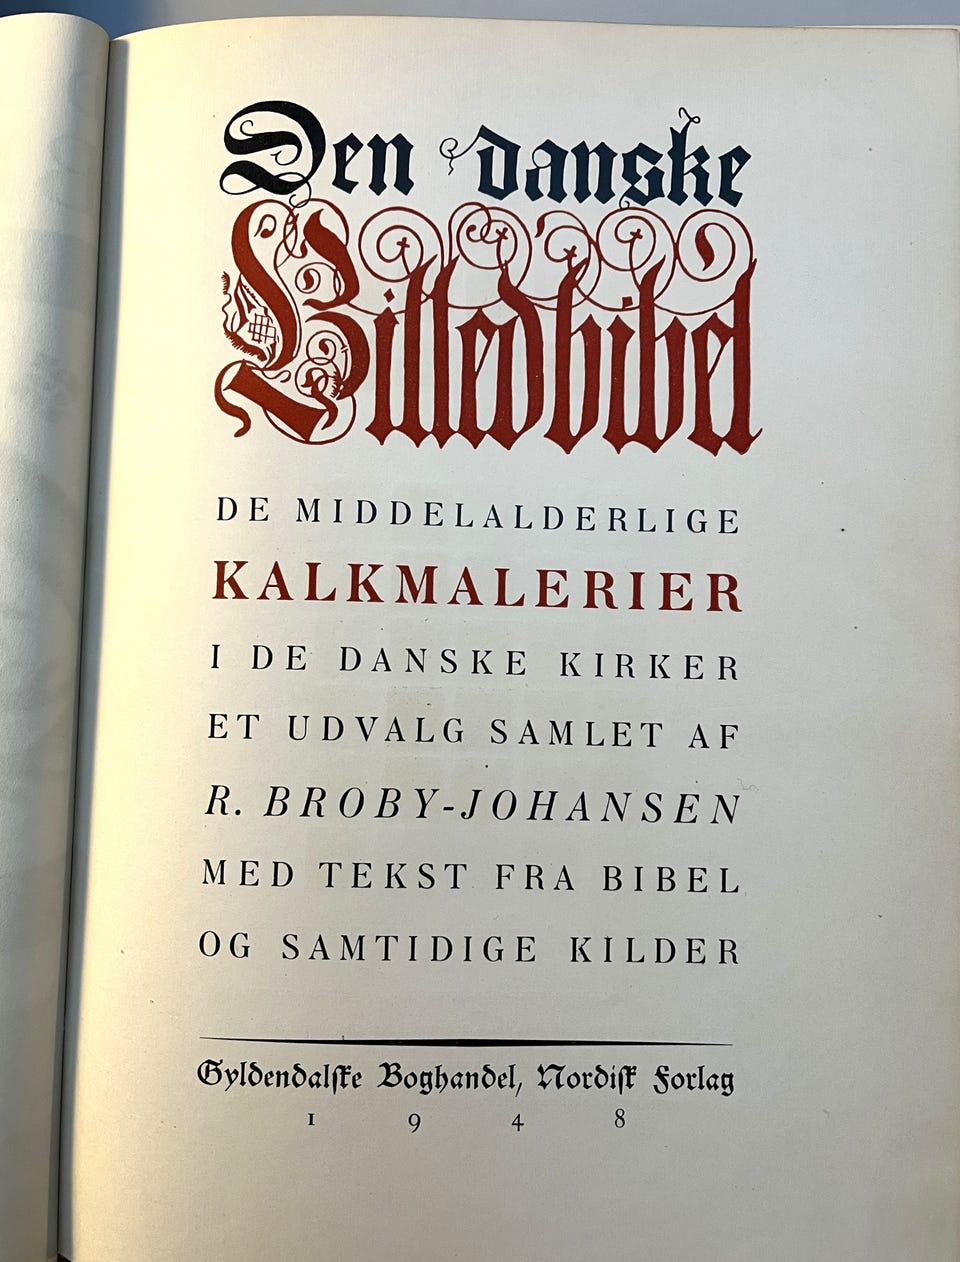 Den danske
Billedbibel
DE MIDDELALDERLIGE
KALKMALERIER
I DE DANSKE KIRKER
ET UDVALG SAMLET AF
R. BROBY-JOHANSEN
MED TEKST FRA BIBEL
OG SAMTIDIGE KILDER
Gyldendalſke Boghandel, Nordiſk Forlag
1948